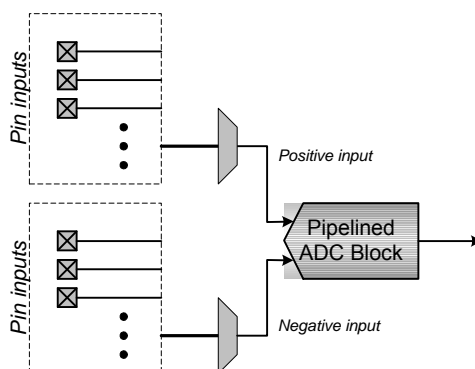 Pin inputs
Positive input
Pipelined
ADC Block
Pin inputs
Negative input